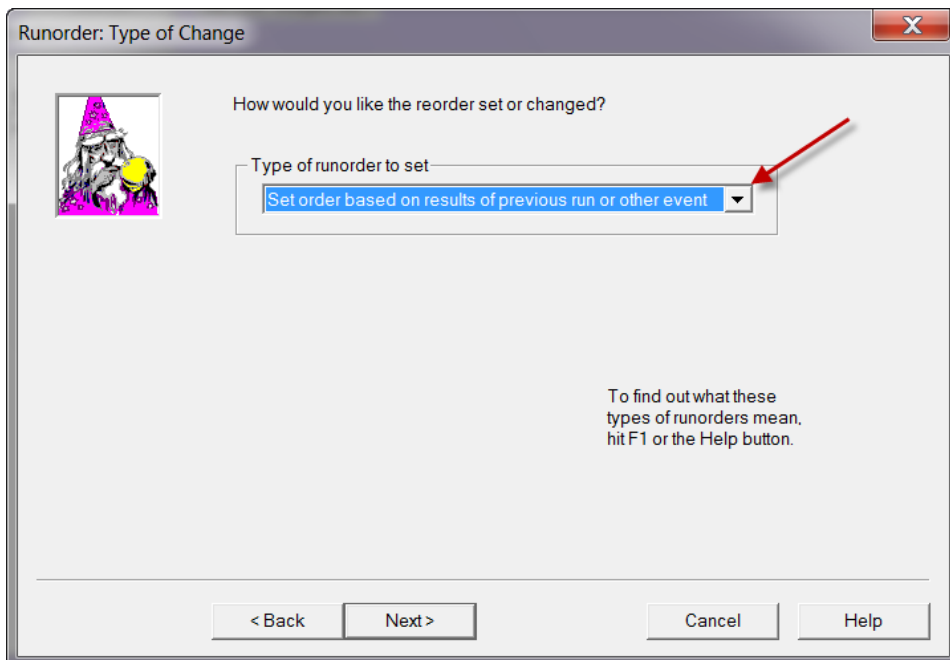 Runorder: Type of Change
How would you like the reorder set or changed?
Type of runorder to set
Set order based on results of previous run or other event
To find out what these
types of runorders mean,
hit F1 or the Help button.
< Back
Next >
Cancel
Help